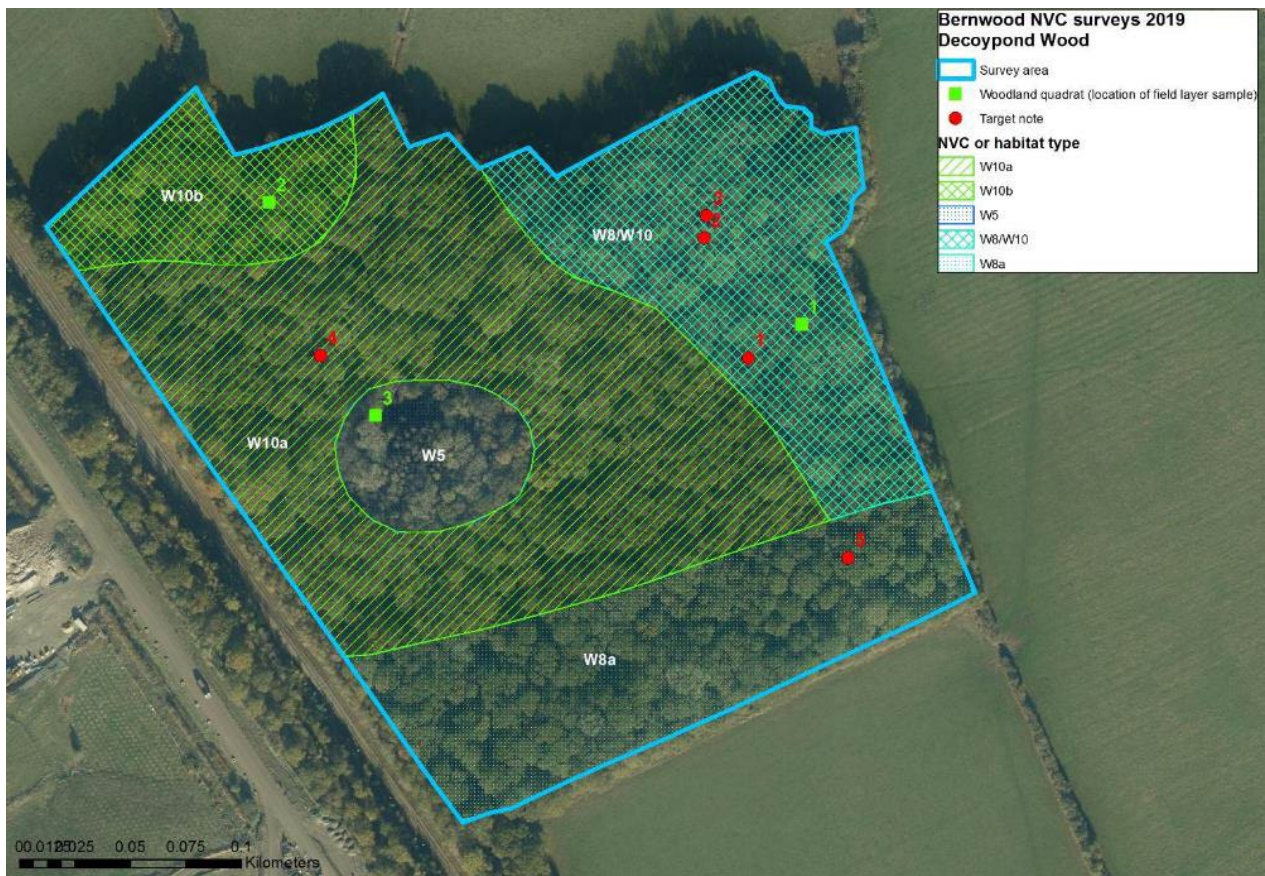 Bernwood NVC surveys 2019
Decoypond Wood
Survey area
Woodland quadrat (location of field layer sample)
Target note
NVC or habitat type
W10a
W10b
W5
W8/W10
W8a
2
W10b
3
W8/W10
2
1
1
4
3
W10a
W5
5
W8a
0.05
0.075
0.1
Kilometers